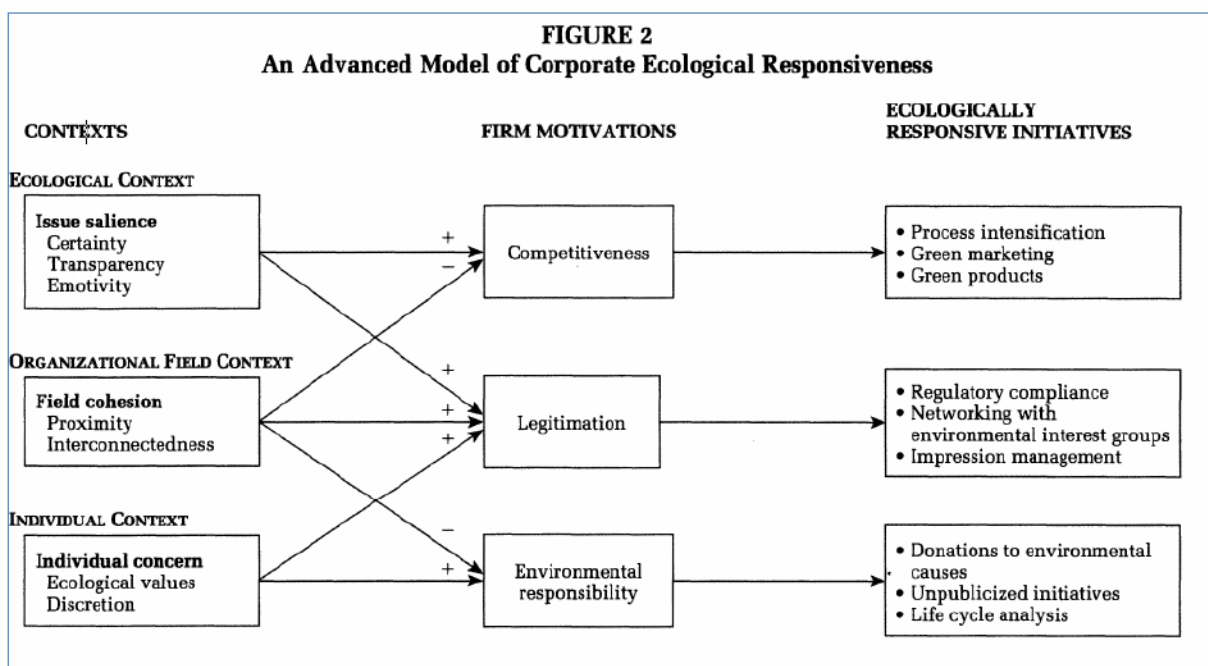 FIGURE 2
An Advanced Model of Corporate Ecological Responsiveness
CONTEXTS
FIRM MOTIVATIONS
ECOLOGICALLY
RESPONSIVE INITIATIVES
ECOLOGICAL CONTEXT
Issue salience
Certainty
Transparency
Emotivity
+
−
Competitiveness
• Process intensification
• Green marketing
• Green products
ORGANIZATIONAL FIELD CONTEXT
Field cohesion
Proximity
Interconnectedness
+
+
+
Legitimation
• Regulatory compliance
• Networking with
environmental interest groups
• Impression management
INDIVIDUAL CONTEXT
Individual concern
Ecological values
Discretion
−
+
Environmental
responsibility
• Donations to environmental
causes
• Unpublicized initiatives
• Life cycle analysis